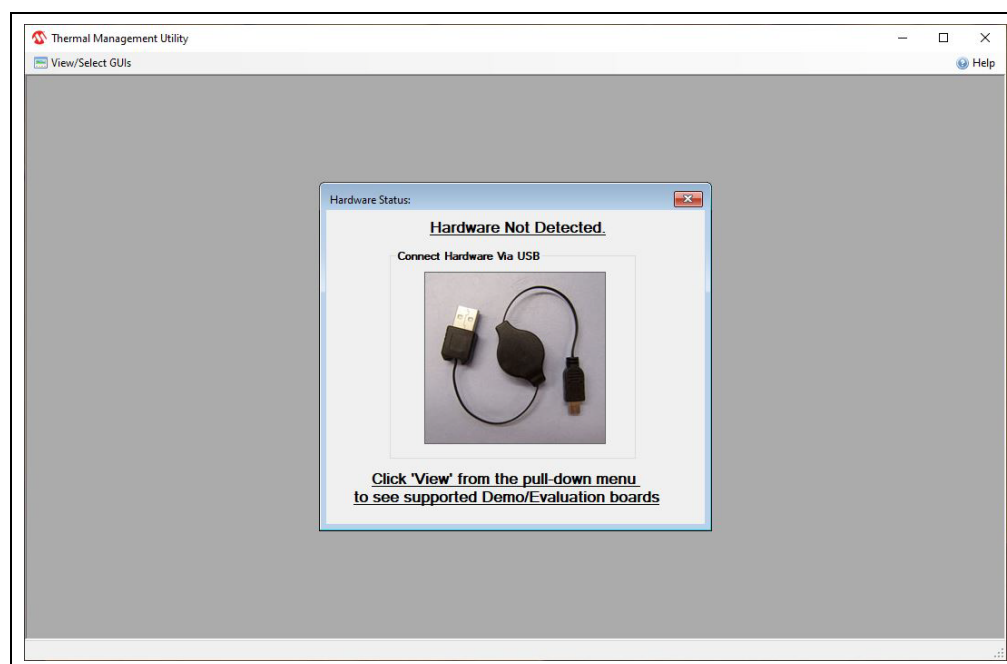 Thermal Management Utility
View/Select GUIs
Help
Hardware Status:
Hardware Not Detected.
Connect Hardware Via USB
Click 'View' from the pull-down menu
to see supported Demo/Evaluation boards